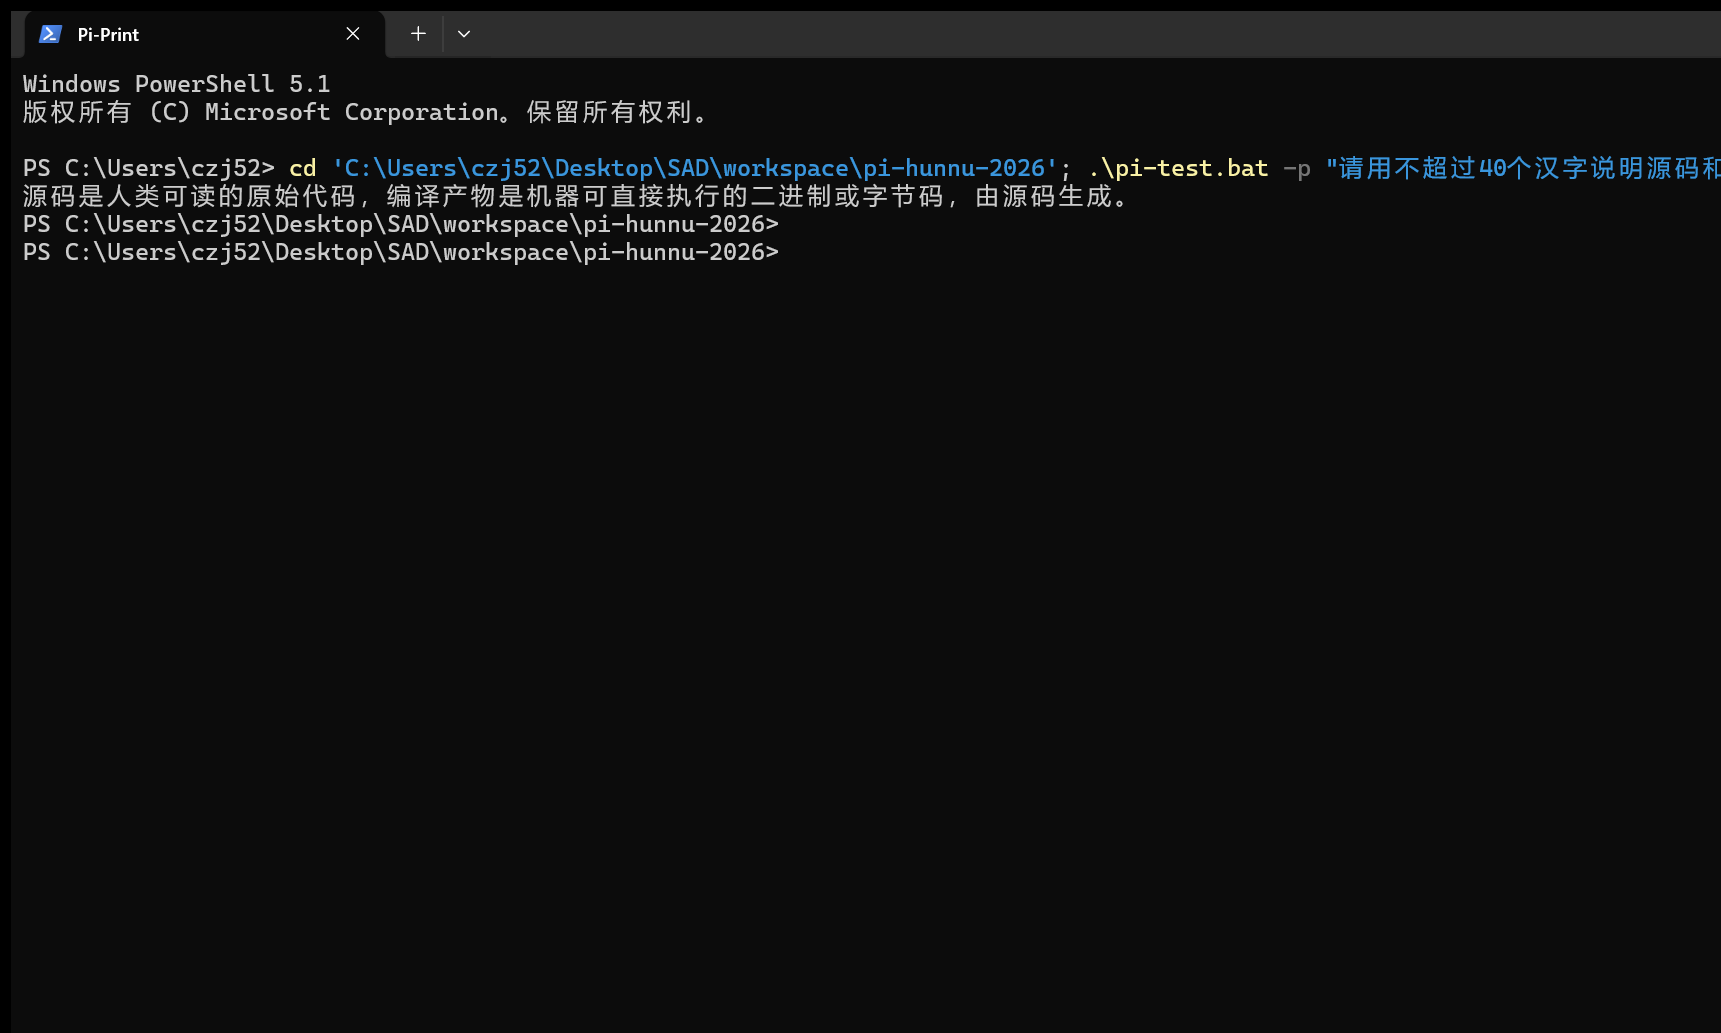 Pi-Print
Windows PowerShell 5.1
版权所有 (C) Microsoft Corporation。保留所有权利。
PS C:\Users\czj52> cd 'C:\Users\czj52\Desktop\SAD\workspace\pi-hunnu-2026'; .\pi-test.bat -p "请用不超过40个汉字说明源码和
源码是人类可读的原始代码，编译产物是机器可直接执行的二进制或字节码，由源码生成。
PS C:\Users\czj52\Desktop\SAD\workspace\pi-hunnu-2026>
PS C:\Users\czj52\Desktop\SAD\workspace\pi-hunnu-2026>